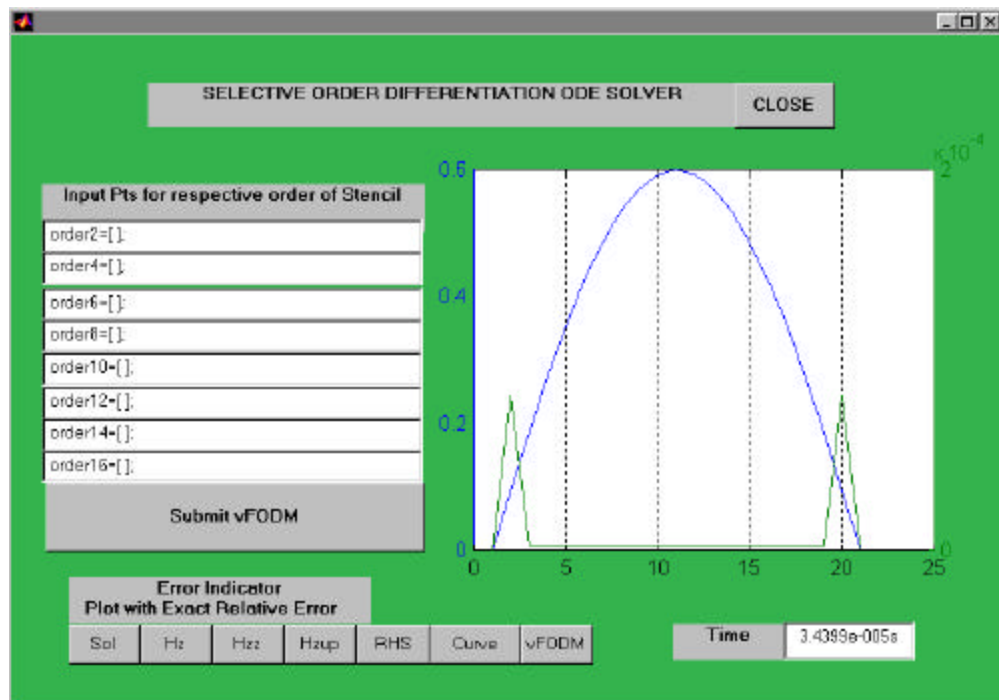 SELECTIVE ORDER DIFFERENTIATION ODE SOLVER
CLOSE
Input Pts for respective order of Stencil
order2=[ ];
order4=[ ];
order6=[ ];
order8=[ ];
order10=[ ];
order12=[ ];
order14=[ ];
order16=[ ];
Submit vFODM
x 10^-4
0.6
0.4
0.2
0
2
0
0 5 10 15 20 25
Error Indicator
Plot with Exact Relative Error
Sol Hz Hzz Hzup RHS Curve vFODM
Time 3.4399e-005s